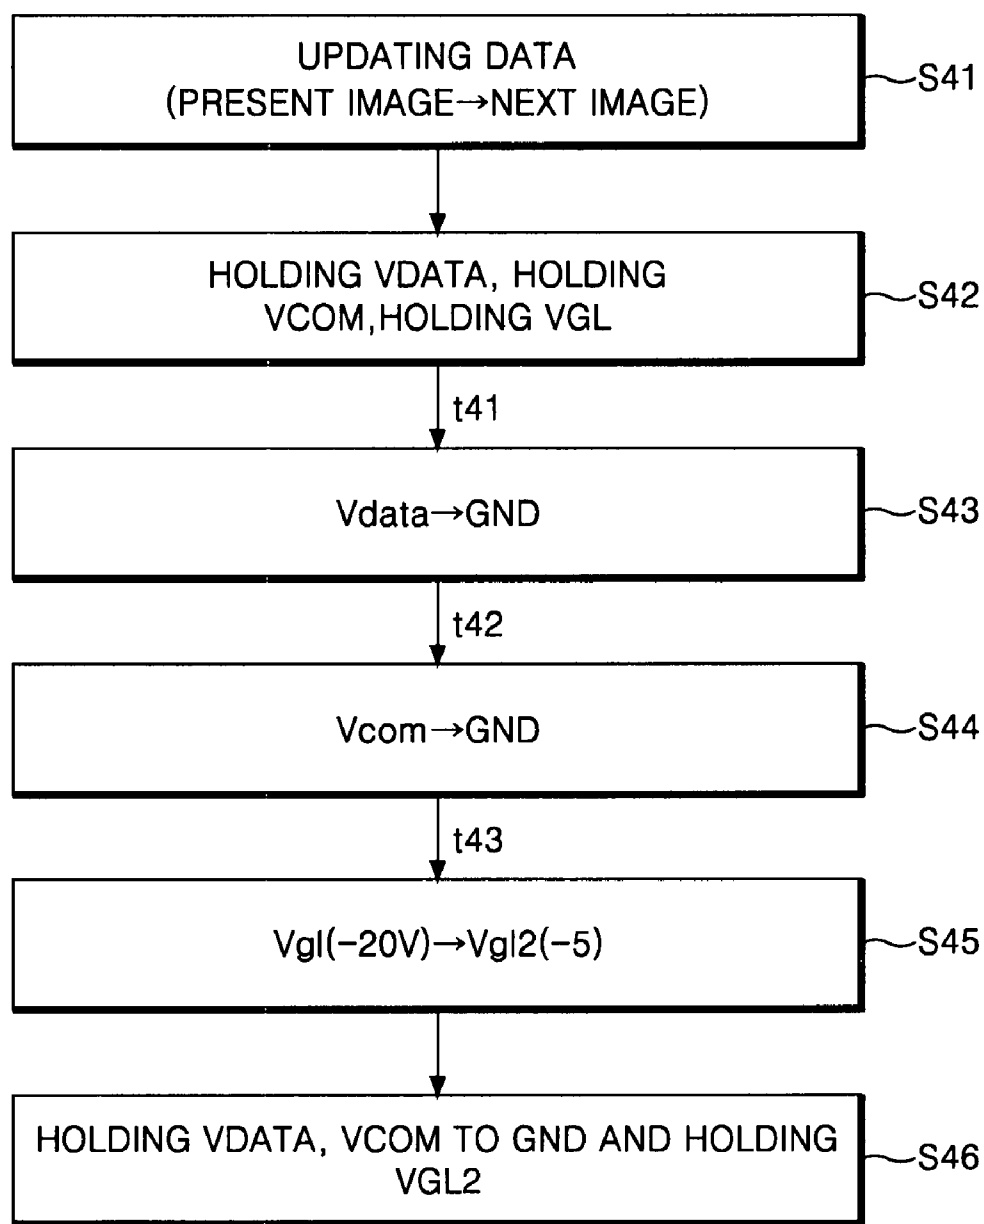 UPDATING DATA
(PRESENT IMAGE→NEXT IMAGE)
S41
HOLDING VDATA, HOLDING
VCOM,HOLDING VGL
S42
t41
Vdata→GND
S43
t42
Vcom→GND
S44
t43
Vgl(-20V)→Vgl2(-5)
S45
HOLDING VDATA, VCOM TO GND AND HOLDING
VGL2
S46